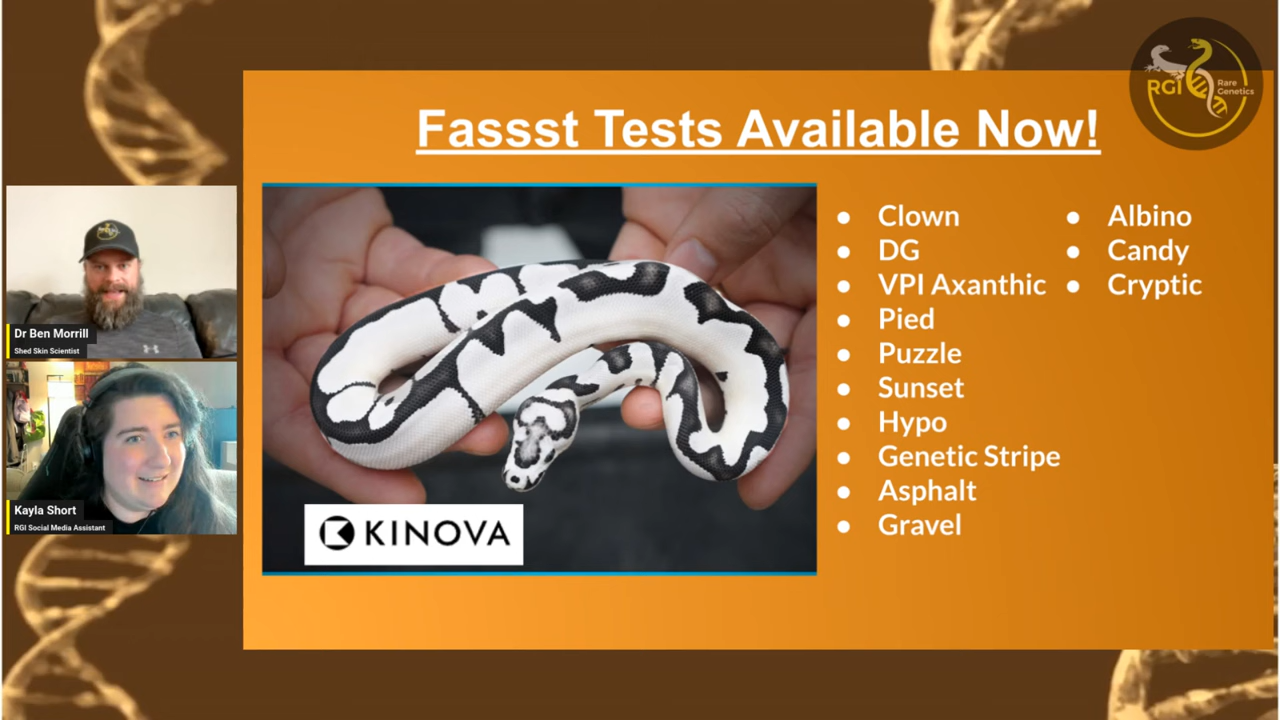 RGI
Rare
Genetics
Fassst Tests Available Now!
Clown
DG
VPI Axanthic
Pied
Puzzle
Sunset
Hypo
Genetic Stripe
Asphalt
Gravel
Albino
Candy
Cryptic
KINOVA
Dr Ben Morrill
Shed Skin Scientist
Kayla Short
RGI Social Media Assistant